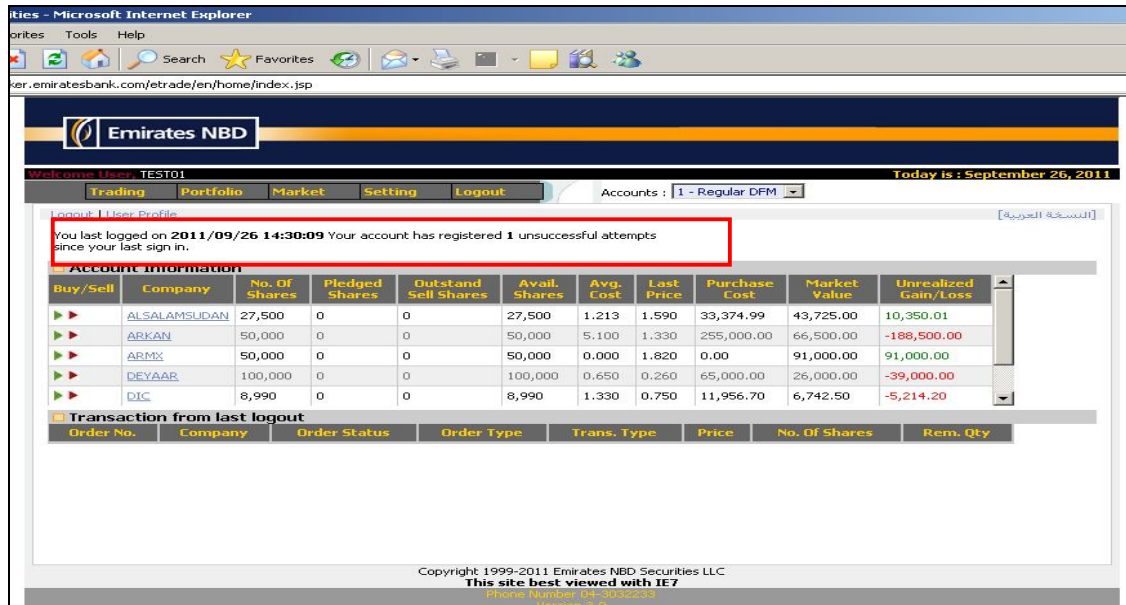 ities - Microsoft Internet Explorer
orites Tools Help
Search Favorites
ker.emiratesbank.com/etrade/en/home/index.jsp
Emirates NBD
Welcome User, TEST01 Today is : September 26, 2011
Trading Portfolio Market Setting Logout Accounts : 1 - Regular DFM
Logout | User Profile [النسخة العربية]
You last logged on 2011/09/26 14:30:09 Your account has registered 1 unsuccessful attempts
since your last sign in.
Account Information
Buy/Sell Company No. Of Shares Pledged Shares Outstand Sell Shares Avail. Shares Avg. Cost Last Price Purchase Cost Market Value Unrealized Gain/Loss
ALSALAMSUDAN 27,500 0 0 27,500 1.213 1.590 33,374.99 43,725.00 10,350.01
ARKAN 50,000 0 0 50,000 5.100 1.330 255,000.00 66,500.00 -188,500.00
ARMX 50,000 0 0 50,000 0.000 1.820 0.00 91,000.00 91,000.00
DEYAAR 100,000 0 0 100,000 0.650 0.260 65,000.00 26,000.00 -39,000.00
DIC 8,990 0 0 8,990 1.330 0.750 11,956.70 6,742.50 -5,214.20
Transaction from last logout
Order No. Company Order Status Order Type Trans. Type Price No. Of Shares Rem. Qty
Copyright 1999-2011 Emirates NBD Securities LLC
This site best viewed with IE7
Phone Number 04-3032233